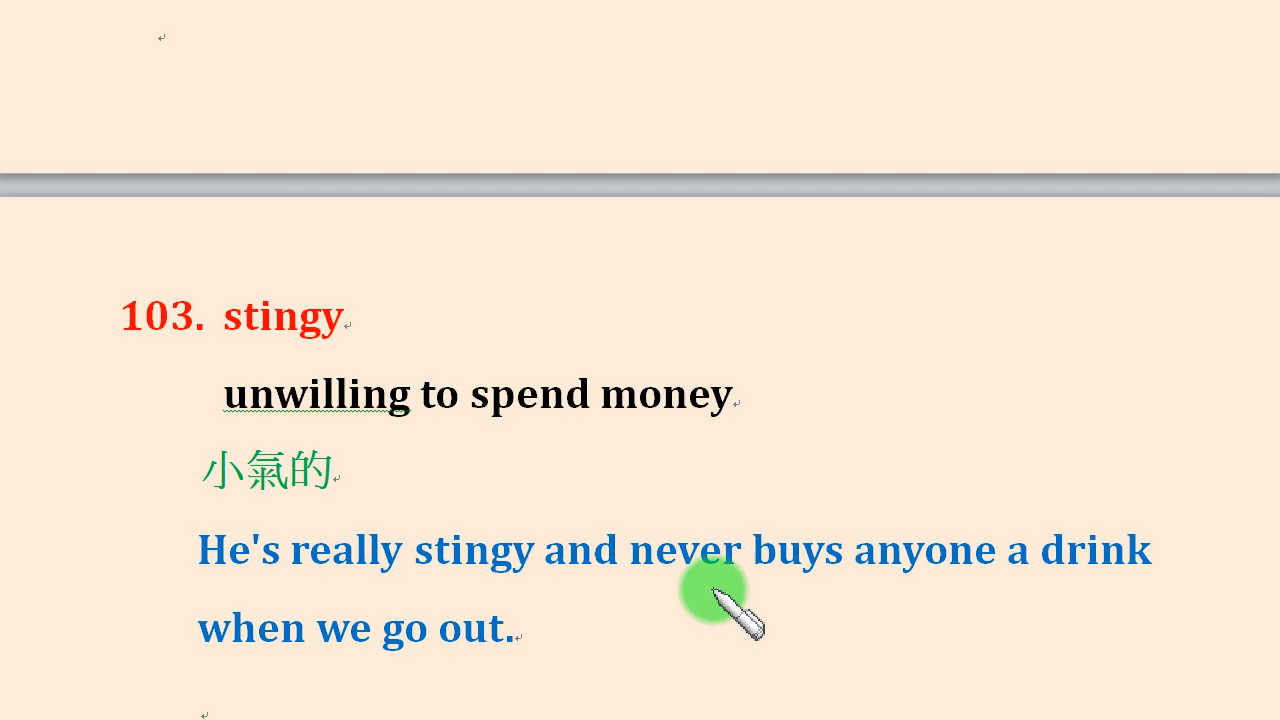 103. stingy
unwilling to spend money
小氣的
He's really stingy and never buys anyone a drink
when we go out.